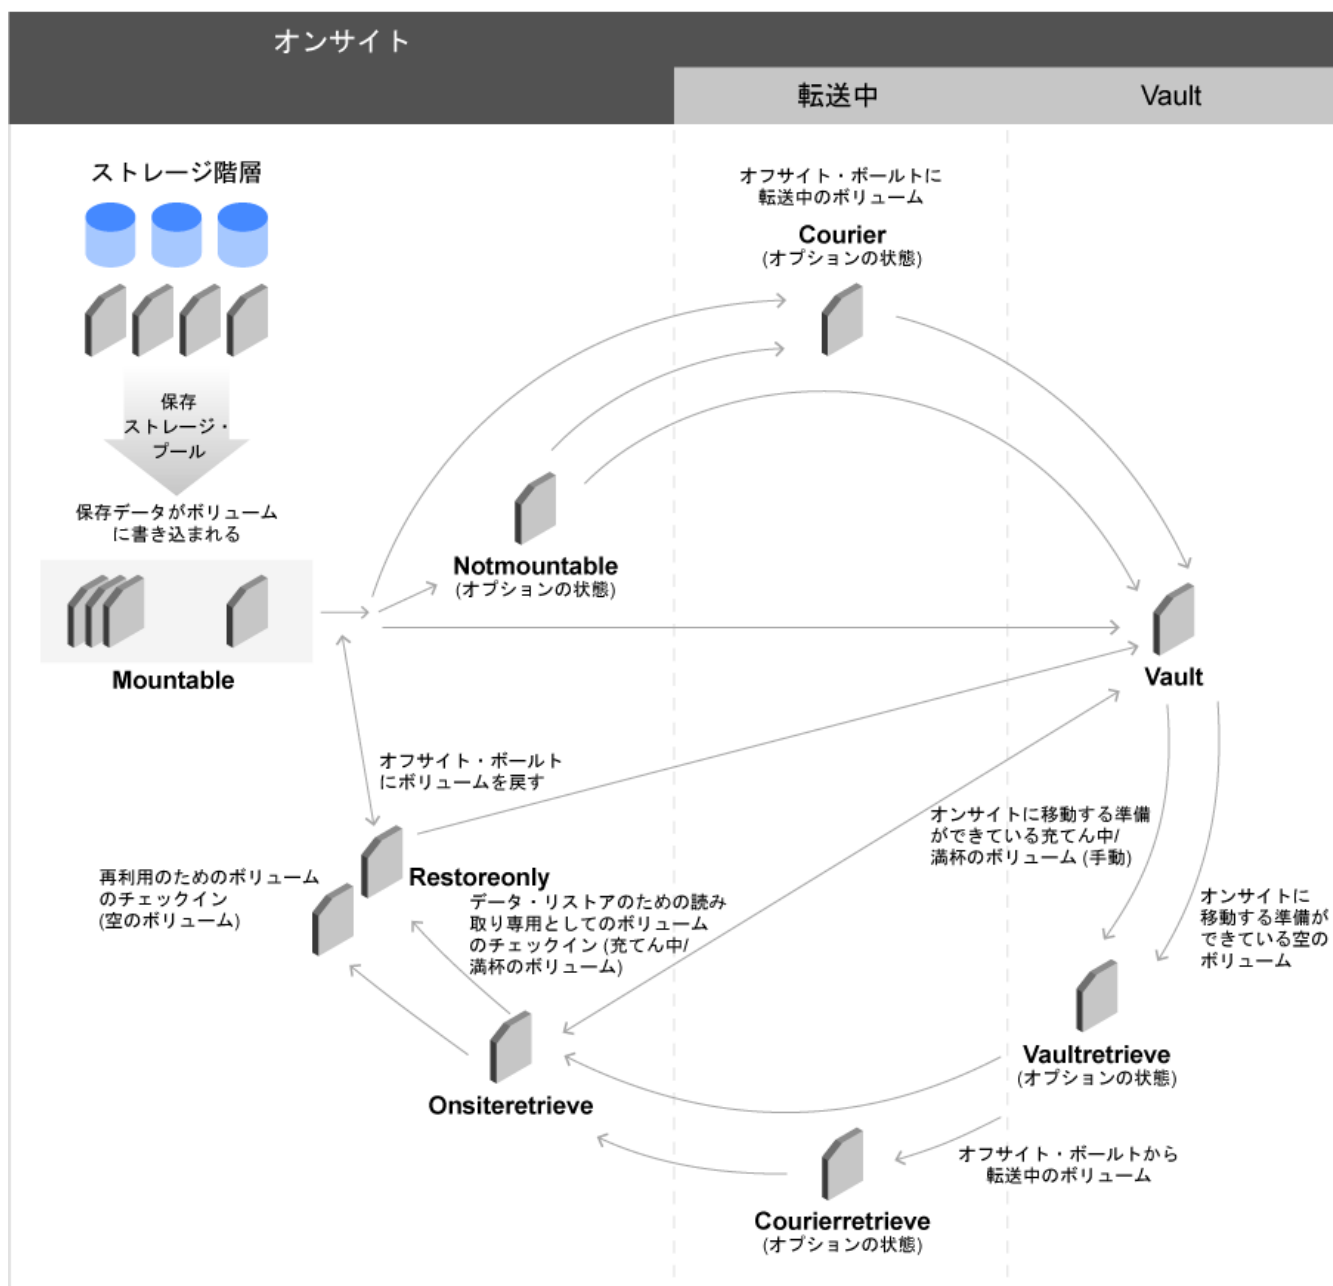 オンサイト
転送中
Vault
ストレージ階層
保存
ストレージ・
プール
保存データがボリューム
に書き込まれる
Mountable
オフサイト・ボールトに
転送中のボリューム
Courier
(オプションの状態)
Notmountable
(オプションの状態)
Vault
オフサイト・ボールト
にボリュームを戻す
オンサイトに移動する準備
ができている充てん中/
満杯のボリューム (手動)
再利用のためのボリューム
のチェックイン
(空のボリューム)
Restoreonly
データ・リストアのための読み
取り専用としてのボリューム
のチェックイン (充てん中/
満杯のボリューム)
オンサイトに
移動する準備が
できている空の
ボリューム
Vaultretrieve
(オプションの状態)
Onsiteretrieve
オフサイト・ボールトから
転送中のボリューム
Courierretrieve
(オプションの状態)